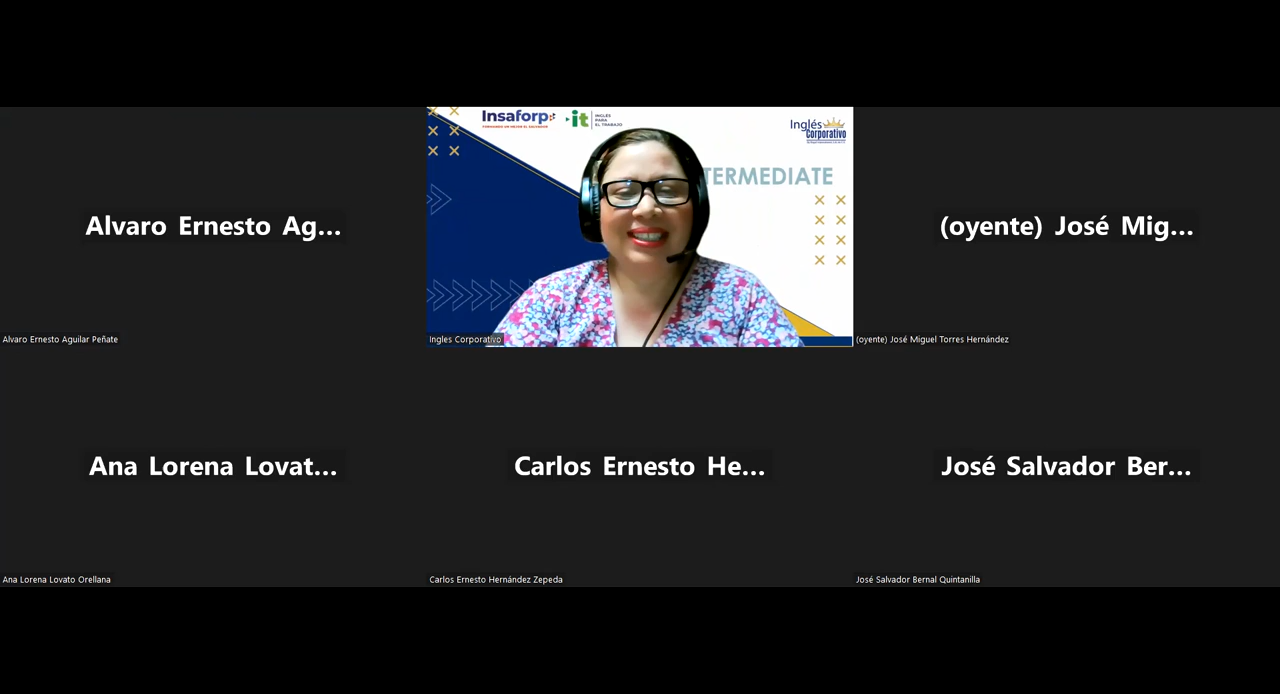 Insaforp
FORMANDO UN MEJOR EL SALVADOR
it
INGLÉS
PARA
EL TRABAJO
Inglés
Corporativo
TERMEDIATE
Alvaro Ernesto Ag...
(oyente) José Mig...
Alvaro Ernesto Aguilar Peñate
Ingles Corporativo
(oyente) José Miguel Torres Hernández
Ana Lorena Lovat...
Carlos Ernesto He...
José Salvador Ber...
Ana Lorena Lovato Orellana
Carlos Ernesto Hernández Zepeda
José Salvador Bernal Quintanilla